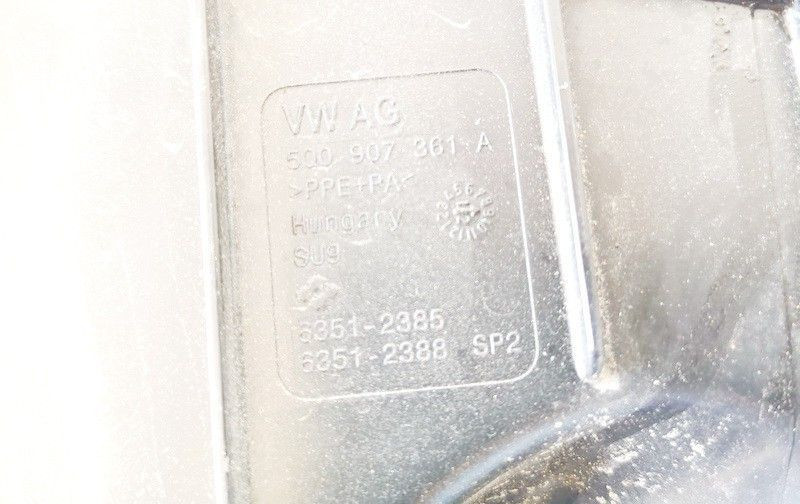 VW AG
5Q0 907 361 A
>PPE+PA<
Hungary
SU9
6351-2385
6351-2388 SP2